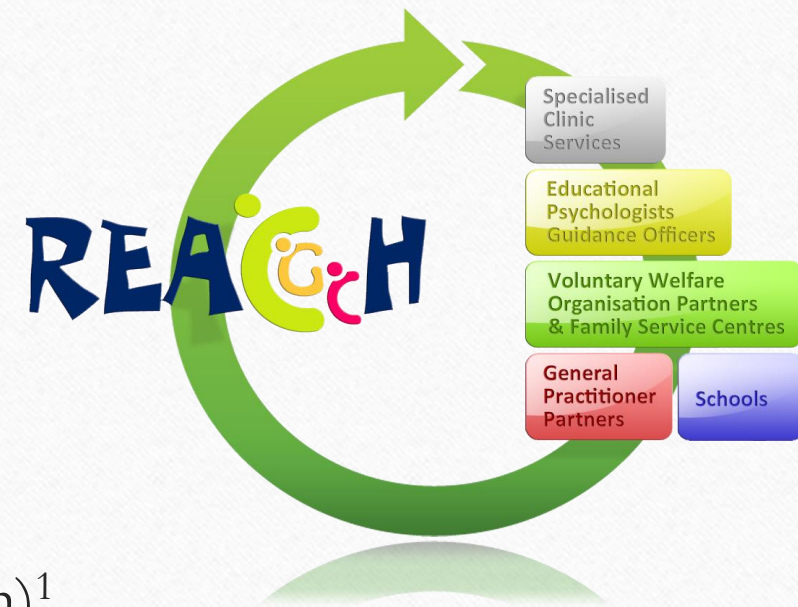 REACH
Specialised
Clinic
Services
Educational
Psychologists
Guidance Officers
Voluntary Welfare
Organisation Partners
& Family Service Centres
General
Practitioner
Partners
Schools